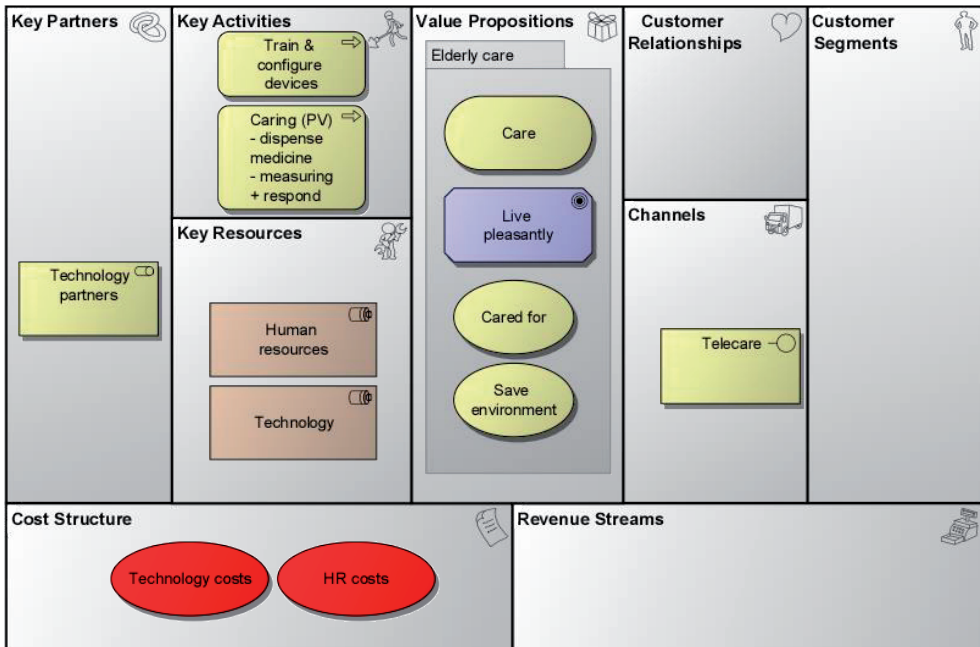 Key Partners
Technology
partners
Key Activities
Train &
configure
devices
Caring (PV)
- dispense
medicine
- measuring
+ respond
Key Resources
Human
resources
Technology
Value Propositions
Elderly care
Care
Live
pleasantly
Cared for
Save
environment
Customer
Relationships
Channels
Telecare
Customer
Segments
Cost Structure
Technology costs
HR costs
Revenue Streams